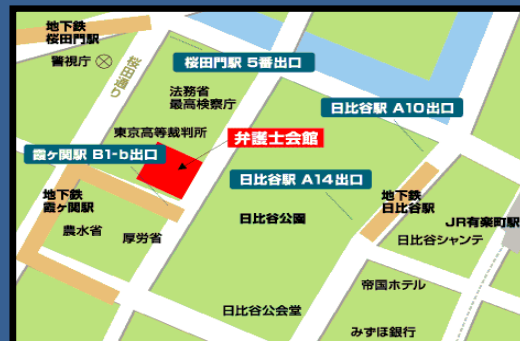 地下鉄
桜田門駅
警視庁
桜田通り
桜田門駅 5番出口
法務省
最高検察庁
日比谷駅 A10出口
東京高等裁判所
弁護士会館
霞ヶ関駅 B1-b出口
日比谷駅 A14出口
地下鉄
霞ヶ関駅
地下鉄
日比谷駅
農水省
厚労省
日比谷公園
JR有楽町駅
日比谷シャンテ
帝国ホテル
日比谷公会堂
みずほ銀行